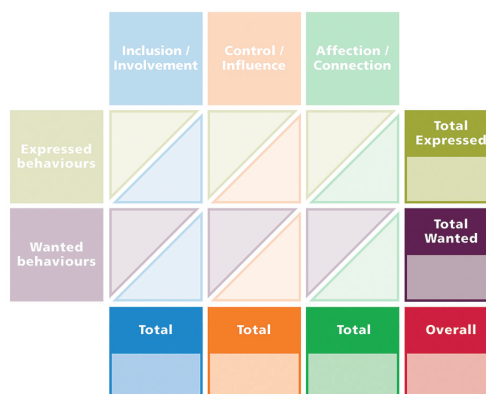 Inclusion /
Involvement
Control /
Influence
Affection /
Connection
Expressed
behaviours
Total
Expressed
Wanted
behaviours
Total
Wanted
Total
Total
Total
Overall